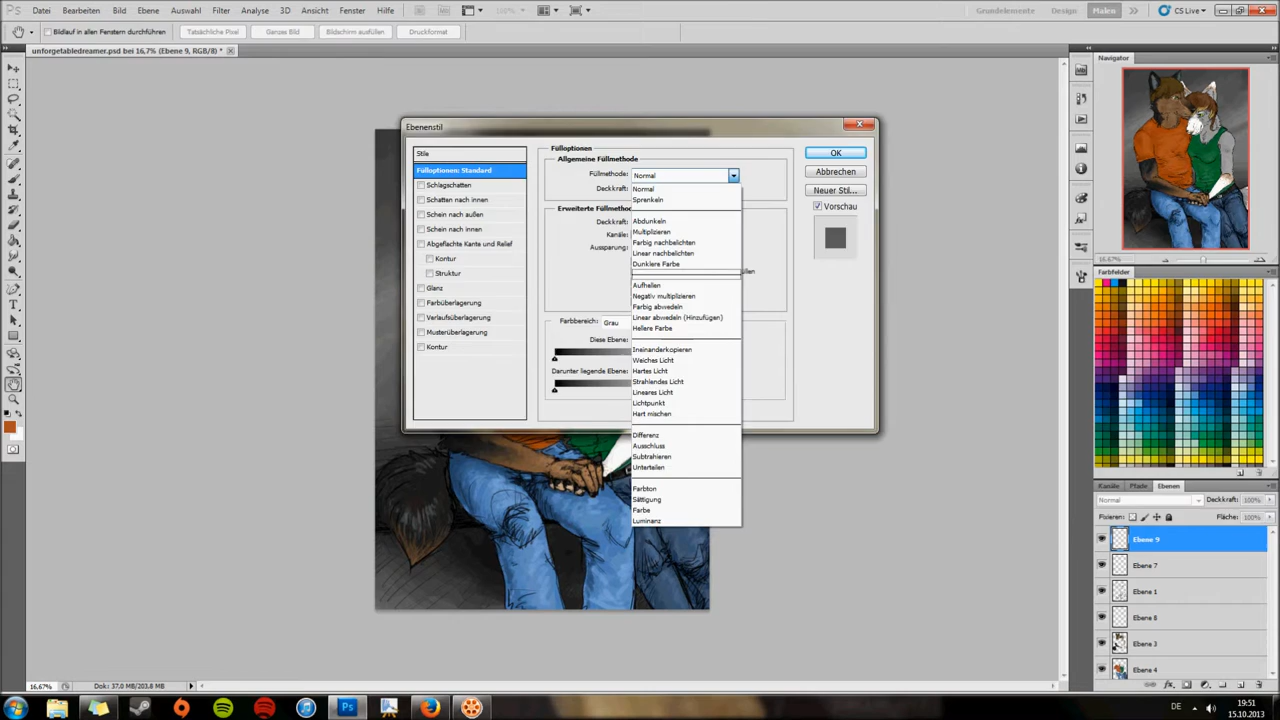 PS Datei Bearbeiten Bild Ebene Auswahl Filter Analyse 3D Ansicht Fenster Hilfe Mb 100% Grundelemente Design Malen CS Live
Bildlauf in allen Fenstern durchführen Tatsächliche Pixel Ganzes Bild Bildschirm ausfüllen Druckformat
unforgetabledreamer.psd bei 16,7% (Ebene 9, RGB/8) *
Navigator
16.67%
Farbfelder
Kanäle Pfade Ebenen
Normal Deckkraft: 100%
Fixieren: Fläche: 100%
Ebene 9
Ebene 7
Ebene 1
Ebene 8
Ebene 3
Ebene 4
Ebenenstil
Stile
Fülloptionen: Standard
Schlagschatten
Schatten nach innen
Schein nach außen
Schein nach innen
Abgeflachte Kante und Relief
Kontur
Struktur
Glanz
Farbüberlagerung
Verlaufsüberlagerung
Musterüberlagerung
Kontur
Fülloptionen
Allgemeine Füllmethode
Füllmethode: Normal
Deckkraft:
Erweiterte Füllmetho
Deckkraft:
Kanäle:
Aussparung:
üllen
Farbbereich: Grau
Diese Ebene:
Darunter liegende Ebene:
Normal
Sprenkeln
Abdunkeln
Multiplizieren
Farbig nachbelichten
Linear nachbelichten
Dunklere Farbe
Aufhellen
Negativ multiplizieren
Farbig abwedeln
Linear abwedeln (Hinzufügen)
Hellere Farbe
Ineinanderkopieren
Weiches Licht
Hartes Licht
Strahlendes Licht
Lineares Licht
Lichtpunkt
Hart mischen
Differenz
Ausschluss
Subtrahieren
Unterteilen
Farbton
Sättigung
Farbe
Luminanz
OK
Abbrechen
Neuer Stil...
Vorschau
16.67% Dok: 37,0 MB/203,8 MB
DE 19:51
15.10.2013